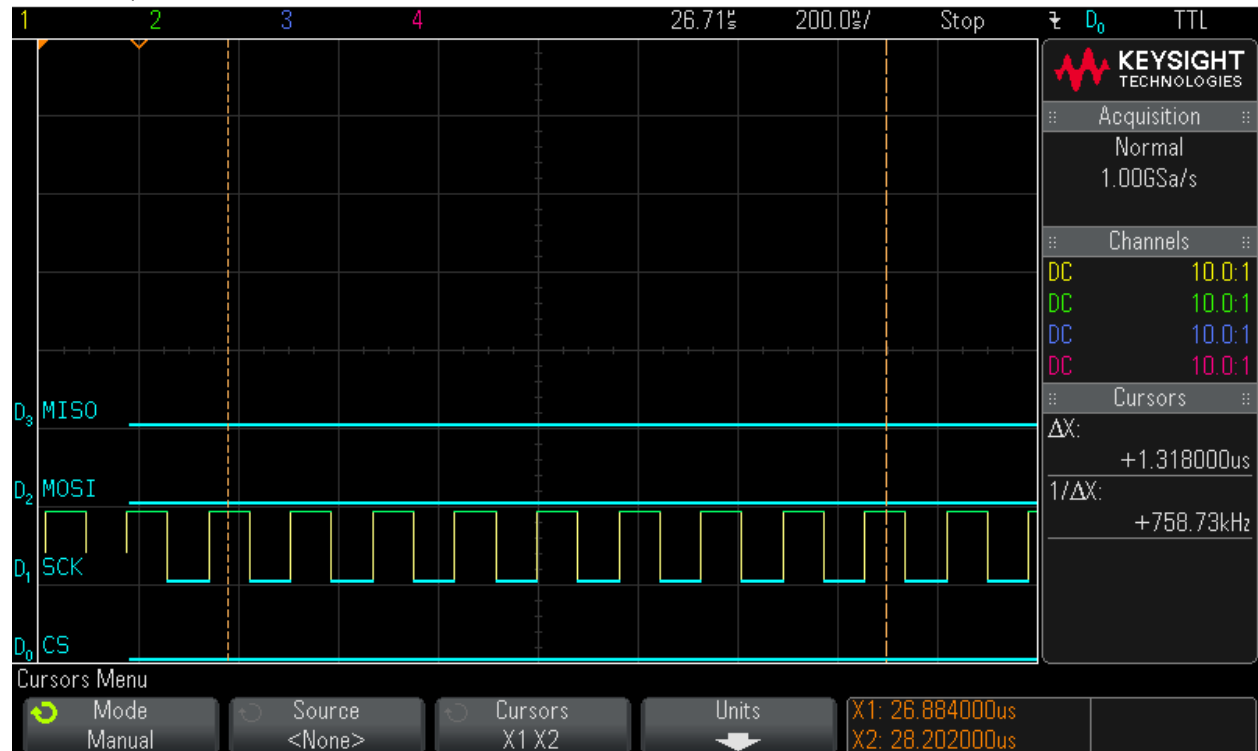 1 2 3 4 26.71us 200.0ns/ Stop D0 TTL
KEYSIGHT
TECHNOLOGIES
Acquisition
Normal
1.00GSa/s
Channels
DC 10.0:1
DC 10.0:1
DC 10.0:1
DC 10.0:1
Cursors
ΔX:
+1.318000us
1/ΔX:
+758.73kHz
D3 MISO
D2 MOSI
D1 SCK
D0 CS
Cursors Menu
Mode
Manual
Source
<None>
Cursors
X1 X2
Units
X1: 26.884000us
X2: 28.202000us